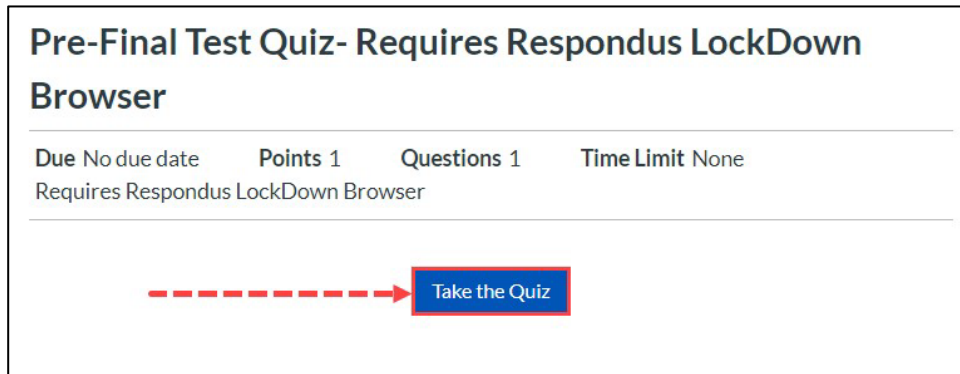 Pre-Final Test Quiz- Requires Respondus LockDown
Browser
Due No due date Points 1 Questions 1 Time Limit None
Requires Respondus LockDown Browser
Take the Quiz